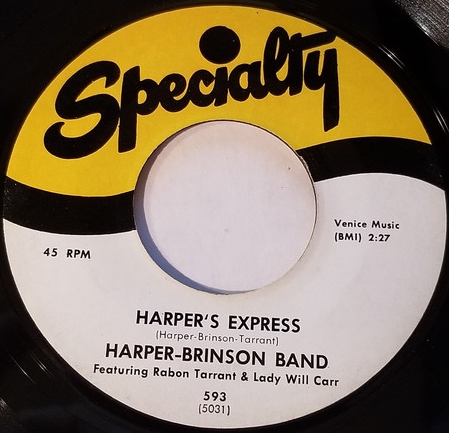 Specialty
Venice Music
(BMI) 2:27
45 RPM
HARPER'S EXPRESS
(Harper-Brinson-Tarrant)
HARPER-BRINSON BAND
Featuring Rabon Tarrant & Lady Will Carr
593
(5031)